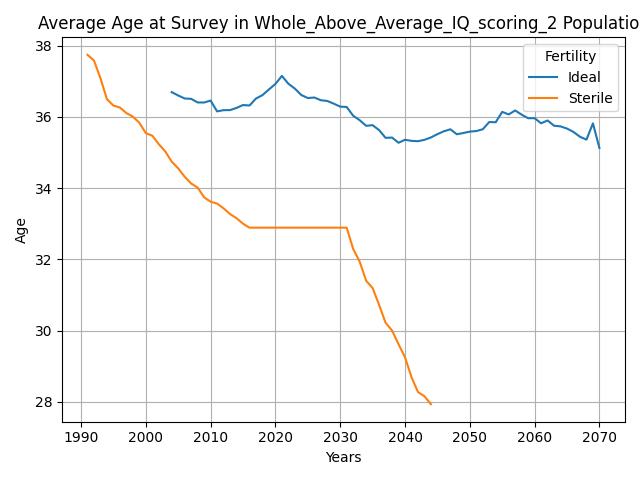 Average Age at Survey in Whole_Above_Average_IQ_scoring_2 Populatio
Fertility
Ideal
Sterile
Age
38
36
34
32
30
28
1990 2000 2010 2020 2030 2040 2050 2060 2070
Years